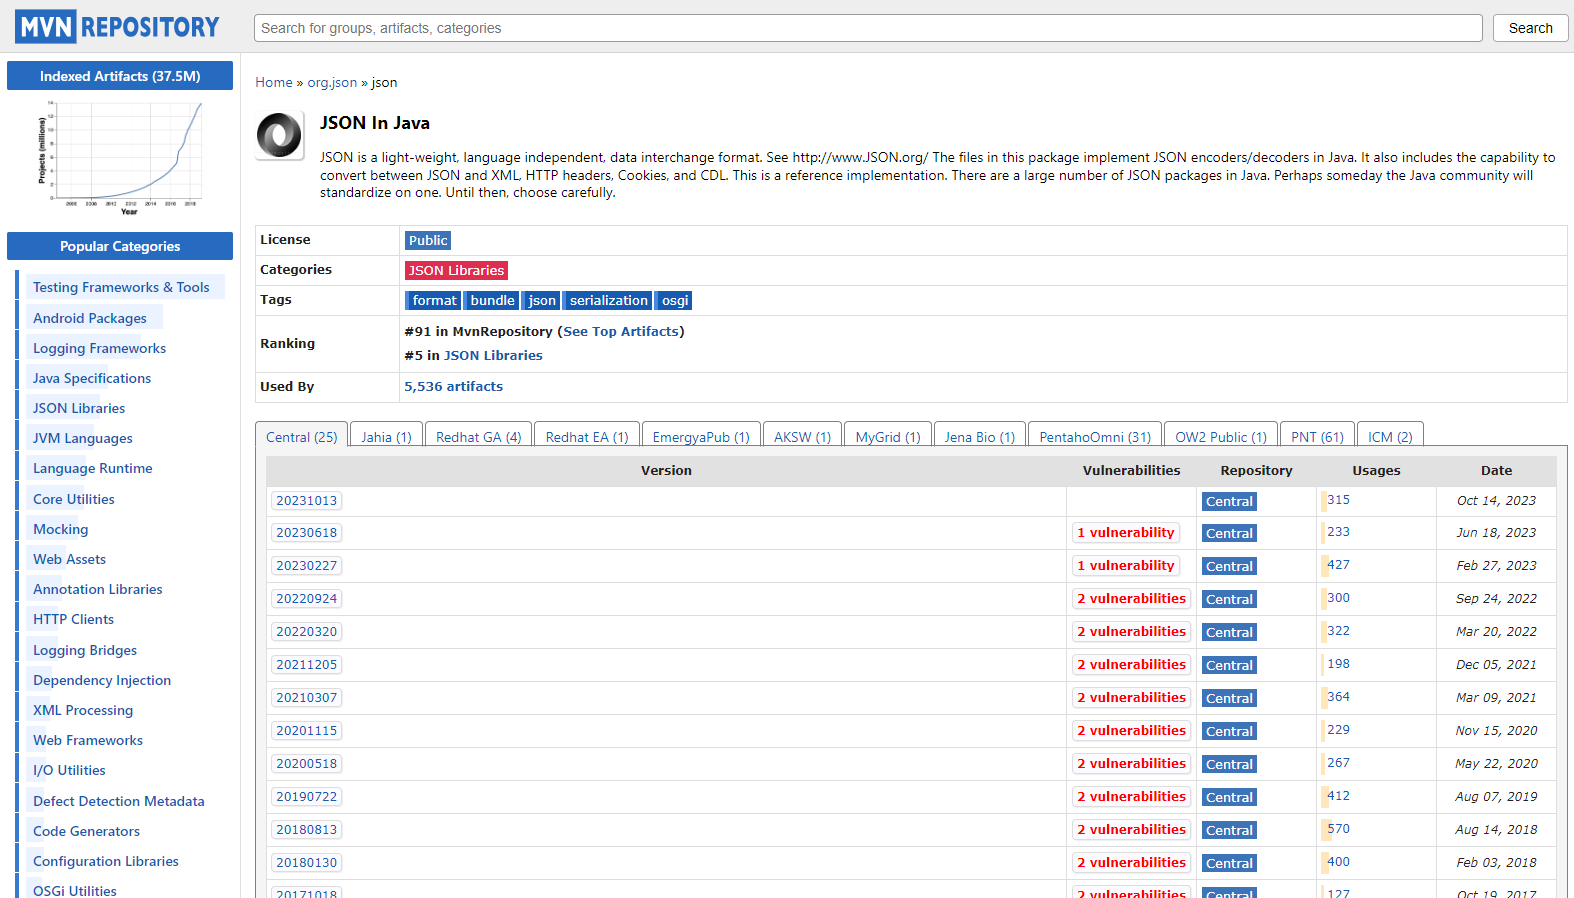 MVN REPOSITORY
Search for groups, artifacts, categories
Search
Indexed Artifacts (37.5M)
Projects (millions)
Year
Popular Categories
Testing Frameworks & Tools
Android Packages
Logging Frameworks
Java Specifications
JSON Libraries
JVM Languages
Language Runtime
Core Utilities
Mocking
Web Assets
Annotation Libraries
HTTP Clients
Logging Bridges
Dependency Injection
XML Processing
Web Frameworks
I/O Utilities
Defect Detection Metadata
Code Generators
Configuration Libraries
OSGi Utilities
Home » org.json » json
JSON In Java
JSON is a light-weight, language independent, data interchange format. See http://www.JSON.org/ The files in this package implement JSON encoders/decoders in Java. It also includes the capability to
convert between JSON and XML, HTTP headers, Cookies, and CDL. This is a reference implementation. There are a large number of JSON packages in Java. Perhaps someday the Java community will
standardize on one. Until then, choose carefully.
License Public
Categories JSON Libraries
Tags format bundle json serialization osgi
Ranking
#91 in MvnRepository (See Top Artifacts)
#5 in JSON Libraries
Used By 5,536 artifacts
Central (25) Jahia (1) Redhat GA (4) Redhat EA (1) EmergyaPub (1) AKSW (1) MyGrid (1) Jena Bio (1) PentahoOmni (31) OW2 Public (1) PNT (61) ICM (2)
Version Vulnerabilities Repository Usages Date
20231013 Central 315 Oct 14, 2023
20230618 1 vulnerability Central 233 Jun 18, 2023
20230227 1 vulnerability Central 427 Feb 27, 2023
20220924 2 vulnerabilities Central 300 Sep 24, 2022
20220320 2 vulnerabilities Central 322 Mar 20, 2022
20211205 2 vulnerabilities Central 198 Dec 05, 2021
20210307 2 vulnerabilities Central 364 Mar 09, 2021
20201115 2 vulnerabilities Central 229 Nov 15, 2020
20200518 2 vulnerabilities Central 267 May 22, 2020
20190722 2 vulnerabilities Central 412 Aug 07, 2019
20180813 2 vulnerabilities Central 570 Aug 14, 2018
20180130 2 vulnerabilities Central 400 Feb 03, 2018
20171018 2 vulnerabilities Central 127 Oct 19, 2017